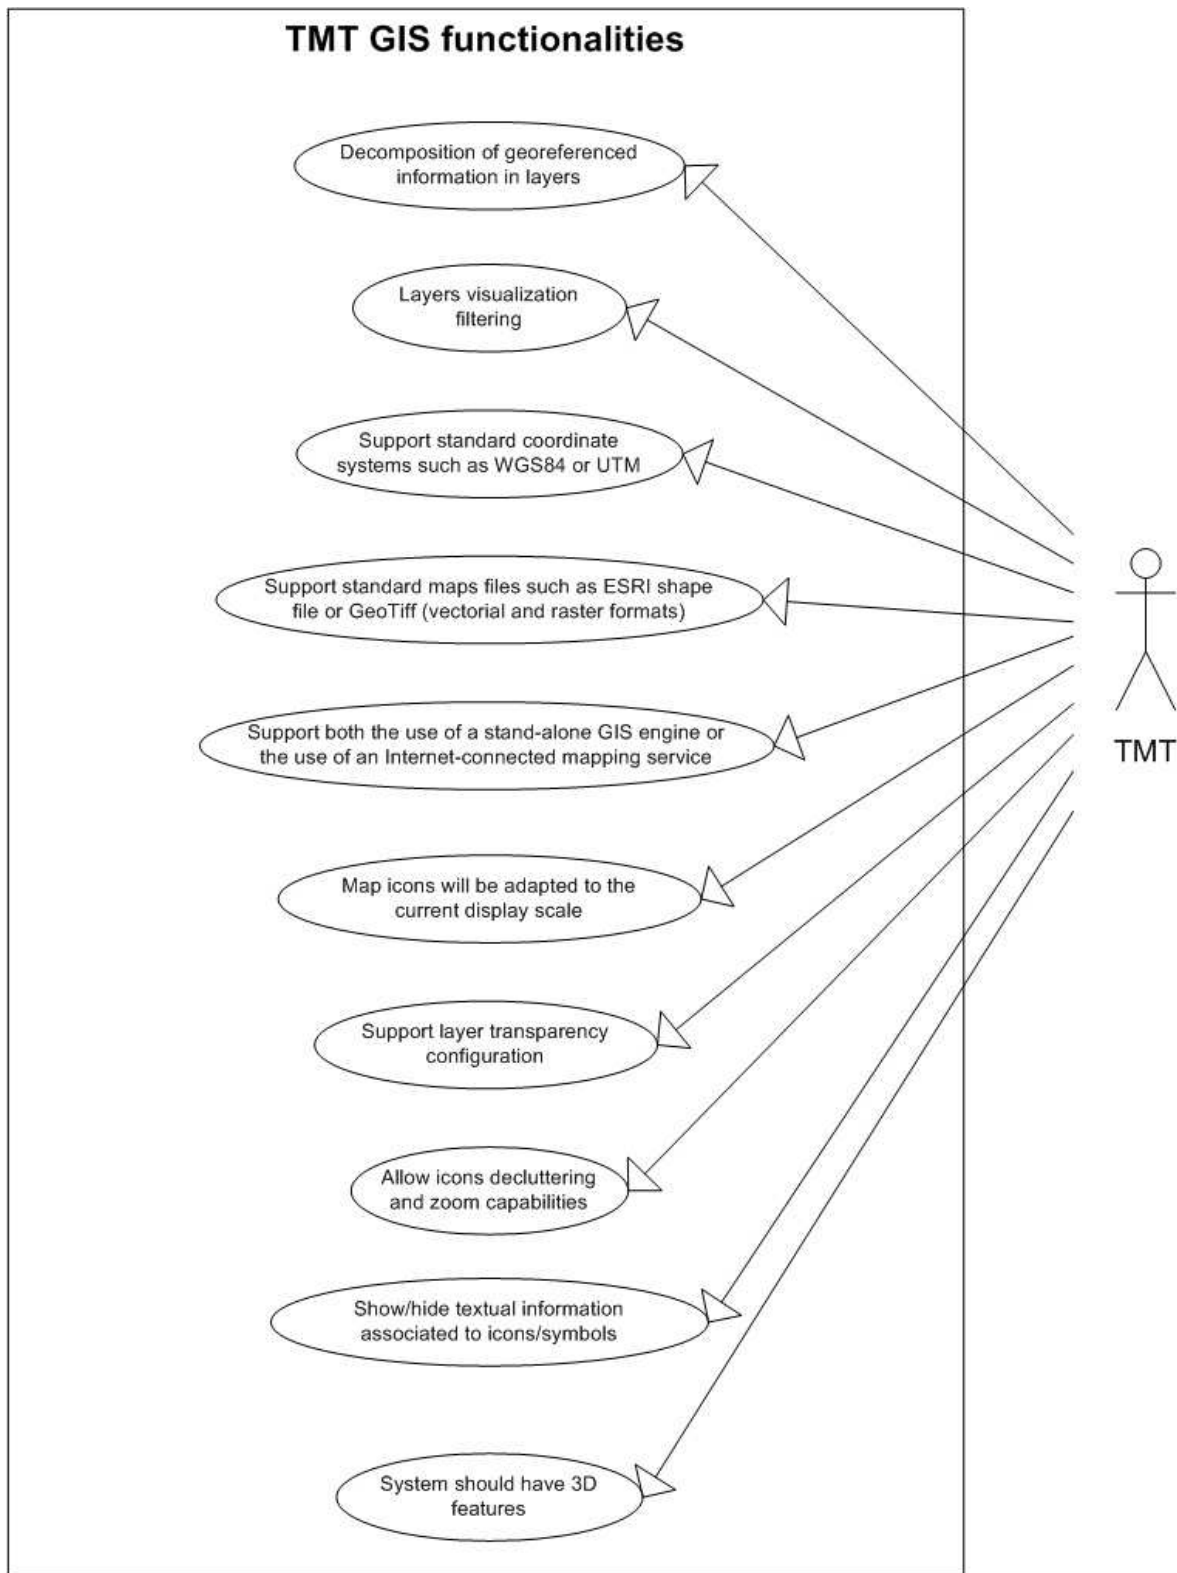 TMT GIS functionalities
Decomposition of georeferenced
information in layers
Layers visualization
filtering
Support standard coordinate
systems such as WGS84 or UTM
Support standard maps files such as ESRI shape
file or GeoTiff (vectorial and raster formats)
Support both the use of a stand-alone GIS engine or
the use of an Internet-connected mapping service
TMT
Map icons will be adapted to the
current display scale
Support layer transparency
configuration
Allow icons decluttering
and zoom capabilities
Show/hide textual information
associated to icons/symbols
System should have 3D
features